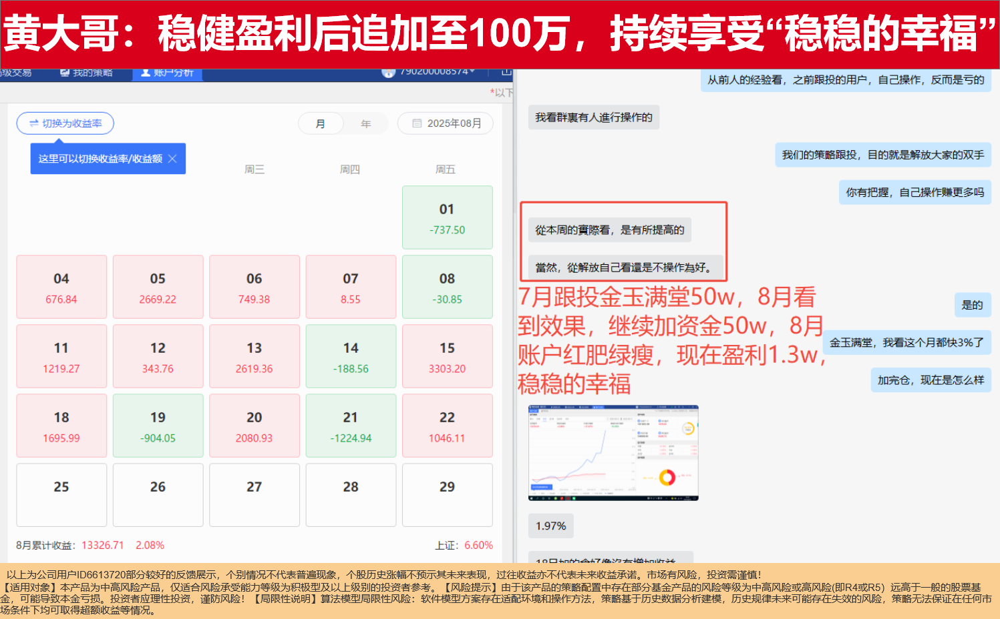 黄大哥：稳健盈利后追加至100万，持续享受“稳稳的幸福”
级交易 我的策略 账户分析 790200008574
*以下
切换为收益率 月 年 2025年08月
这里可以切换收益率/收益额
周三 周四 周五
01
-737.50
04 05 06 07 08
676.84 2669.22 749.38 8.55 -30.85
11 12 13 14 15
1219.27 343.76 2619.36 -188.56 3303.20
18 19 20 21 22
1695.99 -904.05 2080.93 -1224.94 1046.11
25 26 27 28 29
8月累计收益：13326.71 2.08% 上证：6.60%
从前人的经验看，之前跟投的用户，自己操作，反而是亏的
我看群裏有人進行操作的
我们的策略跟投，目的就是解放大家的双手
你有把握，自己操作赚更多吗
從本周的實際看，是有所提高的
當然，從解放自己看還是不操作為好。
7月跟投金玉满堂50w，8月看
到效果，继续加资金50w，8月
账户红肥绿瘦，现在盈利1.3w，
稳稳的幸福
是的
金玉满堂，我看这个月都快3%了
加完仓，现在是怎么样
1.97%
18日加的倉好像沒有增加收益
以上为公司用户ID6613720部分较好的反馈展示，个别情况不代表普遍现象，个股历史涨幅不预示其未来表现，过往收益亦不代表未来收益承诺。市场有风险，投资需谨慎！
【适用对象】本产品为中高风险产品，仅适合风险承受能力等级为积极型及以上级别的投资者参考。【风险提示】由于该产品的策略配置中存在部分基金产品的风险等级为中高风险或高风险(即R4或R5）远高于一般的股票基
金，可能导致本金亏损。投资者应理性投资，谨防风险！【局限性说明】算法模型局限性风险：软件模型方案存在适配环境和操作方法，策略基于历史数据分析建模，历史规律未来可能存在失效的风险，策略无法保证在任何市
场条件下均可取得超额收益等情况。